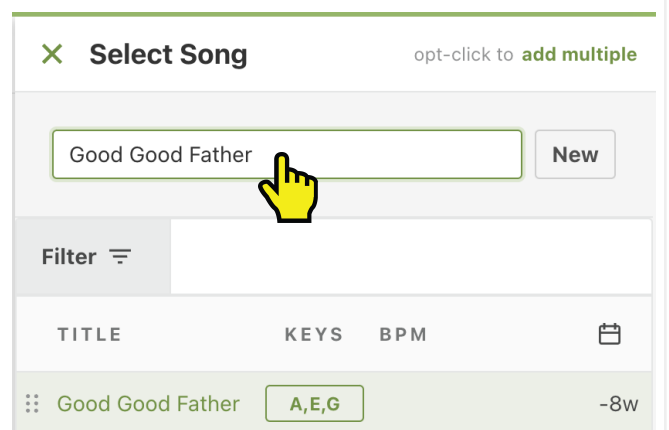 Select Song opt-click to add multiple
Good Good Father New
Filter
TITLE KEYS BPM
Good Good Father A,E,G -8w